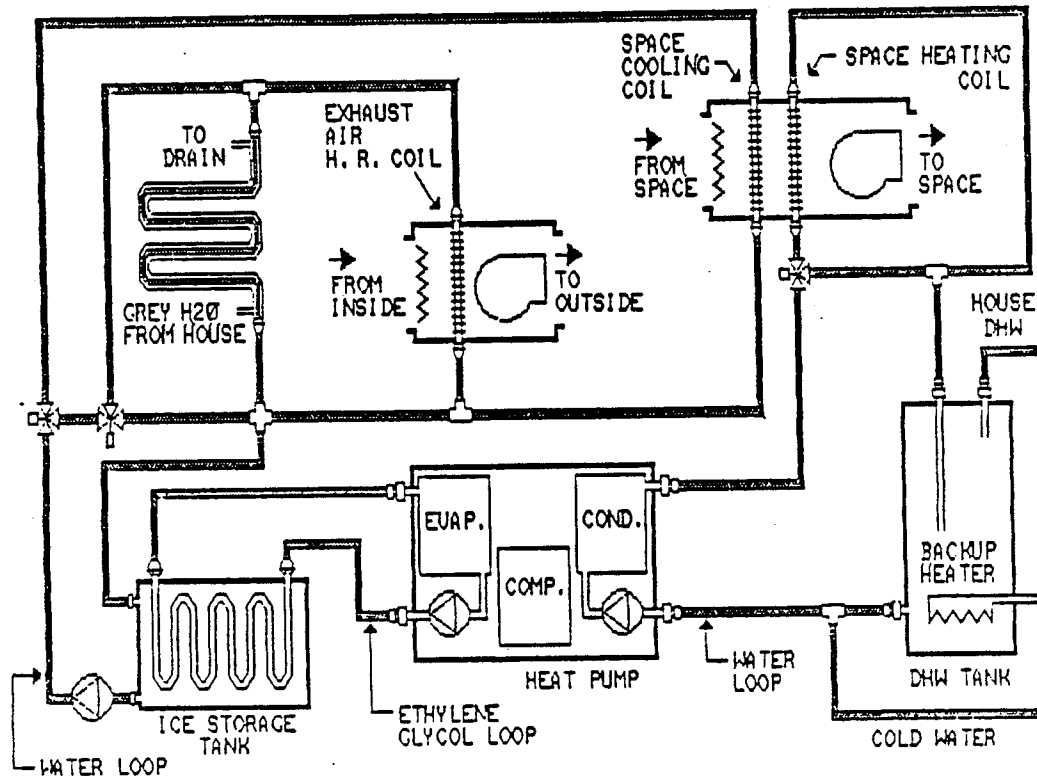 SPACE
COOLING
COIL
SPACE HEATING
COIL
EXHAUST
AIR
H. R. COIL
TO
DRAIN
FROM
SPACE
TO
SPACE
GREY H2O
FROM HOUSE
FROM
INSIDE
TO
OUTSIDE
HOUSE
DHW
EVAP.
COND.
COMP.
BACKUP
HEATER
HEAT PUMP
WATER
LOOP
DHW TANK
ICE STORAGE
TANK
ETHYLENE
GLYCOL LOOP
COLD WATER
WATER LOOP